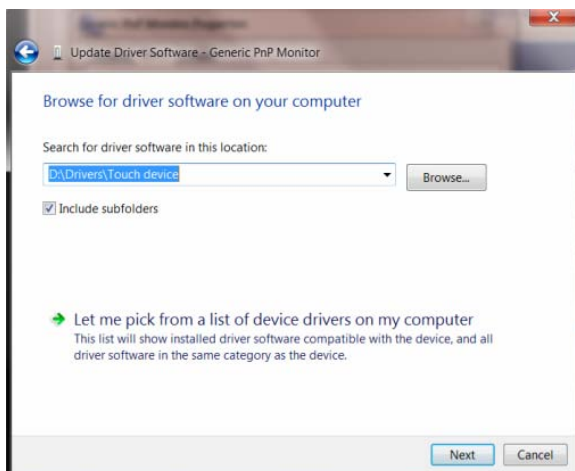 Update Driver Software - Generic PnP Monitor
Browse for driver software on your computer
Search for driver software in this location:
D:\Drivers\Touch device
Browse...
Include subfolders
Let me pick from a list of device drivers on my computer
This list will show installed driver software compatible with the device, and all
driver software in the same category as the device.
Next
Cancel